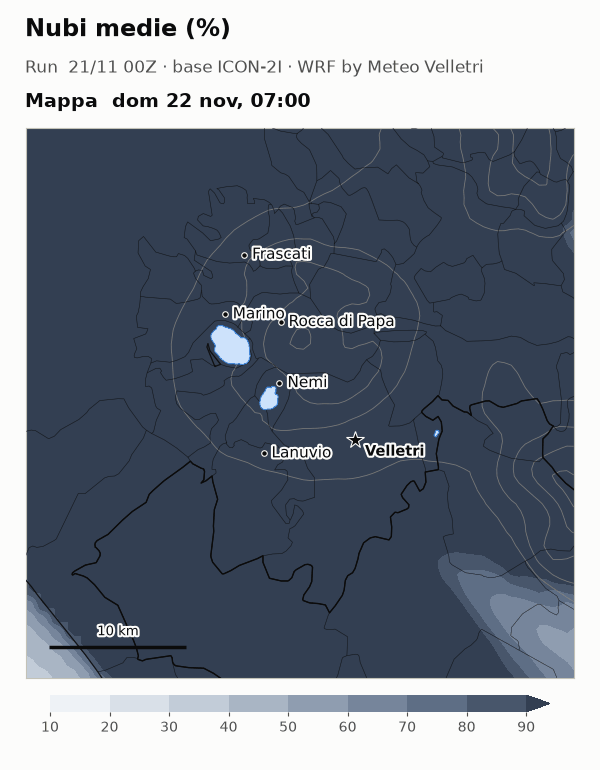 Nubi medie (%)
Run  21/11 00Z · base ICON-2I · WRF by Meteo Velletri
Mappa  dom 22 nov, 07:00
Frascati
Marino
Rocca di Papa
Nemi
Velletri
Lanuvio
10 km
10 20 30 40 50 60 70 80 90